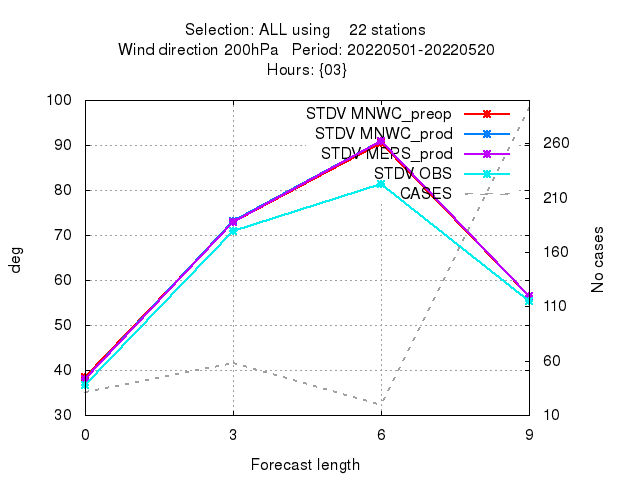 Selection: ALL using 22 stations
Wind direction 200hPa Period: 20220501-20220520
Hours: {03}
STDV MNWC_preop
STDV MNWC_prod
STDV MEPS_prod
STDV OBS
CASES
100
90
80
70
60
50
40
30
deg
260
210
160
110
60
10
No cases
0 3 6 9
Forecast length